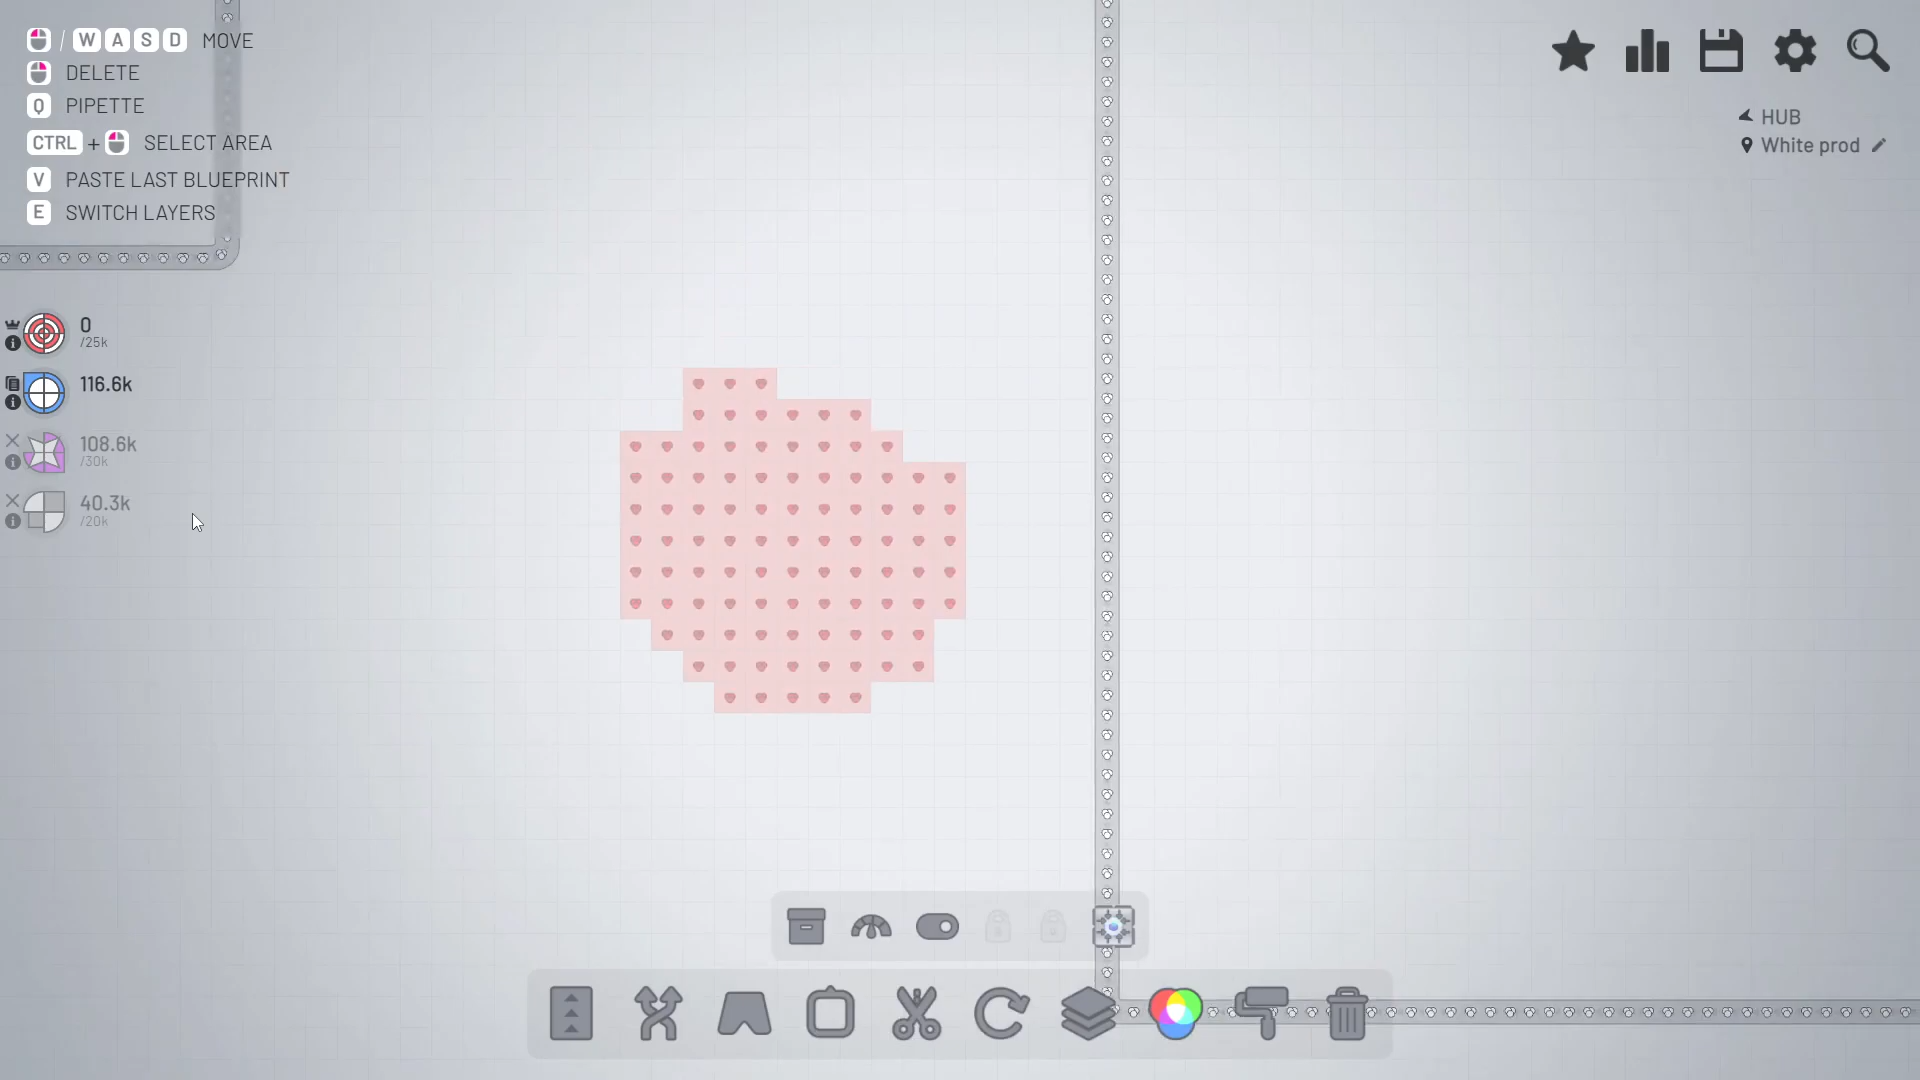 / W A S D MOVE
DELETE
Q PIPETTE
CTRL + SELECT AREA
V PASTE LAST BLUEPRINT
E SWITCH LAYERS
HUB
White prod
0
/25k
116.6k
108.6k
/30k
40.3k
/20k